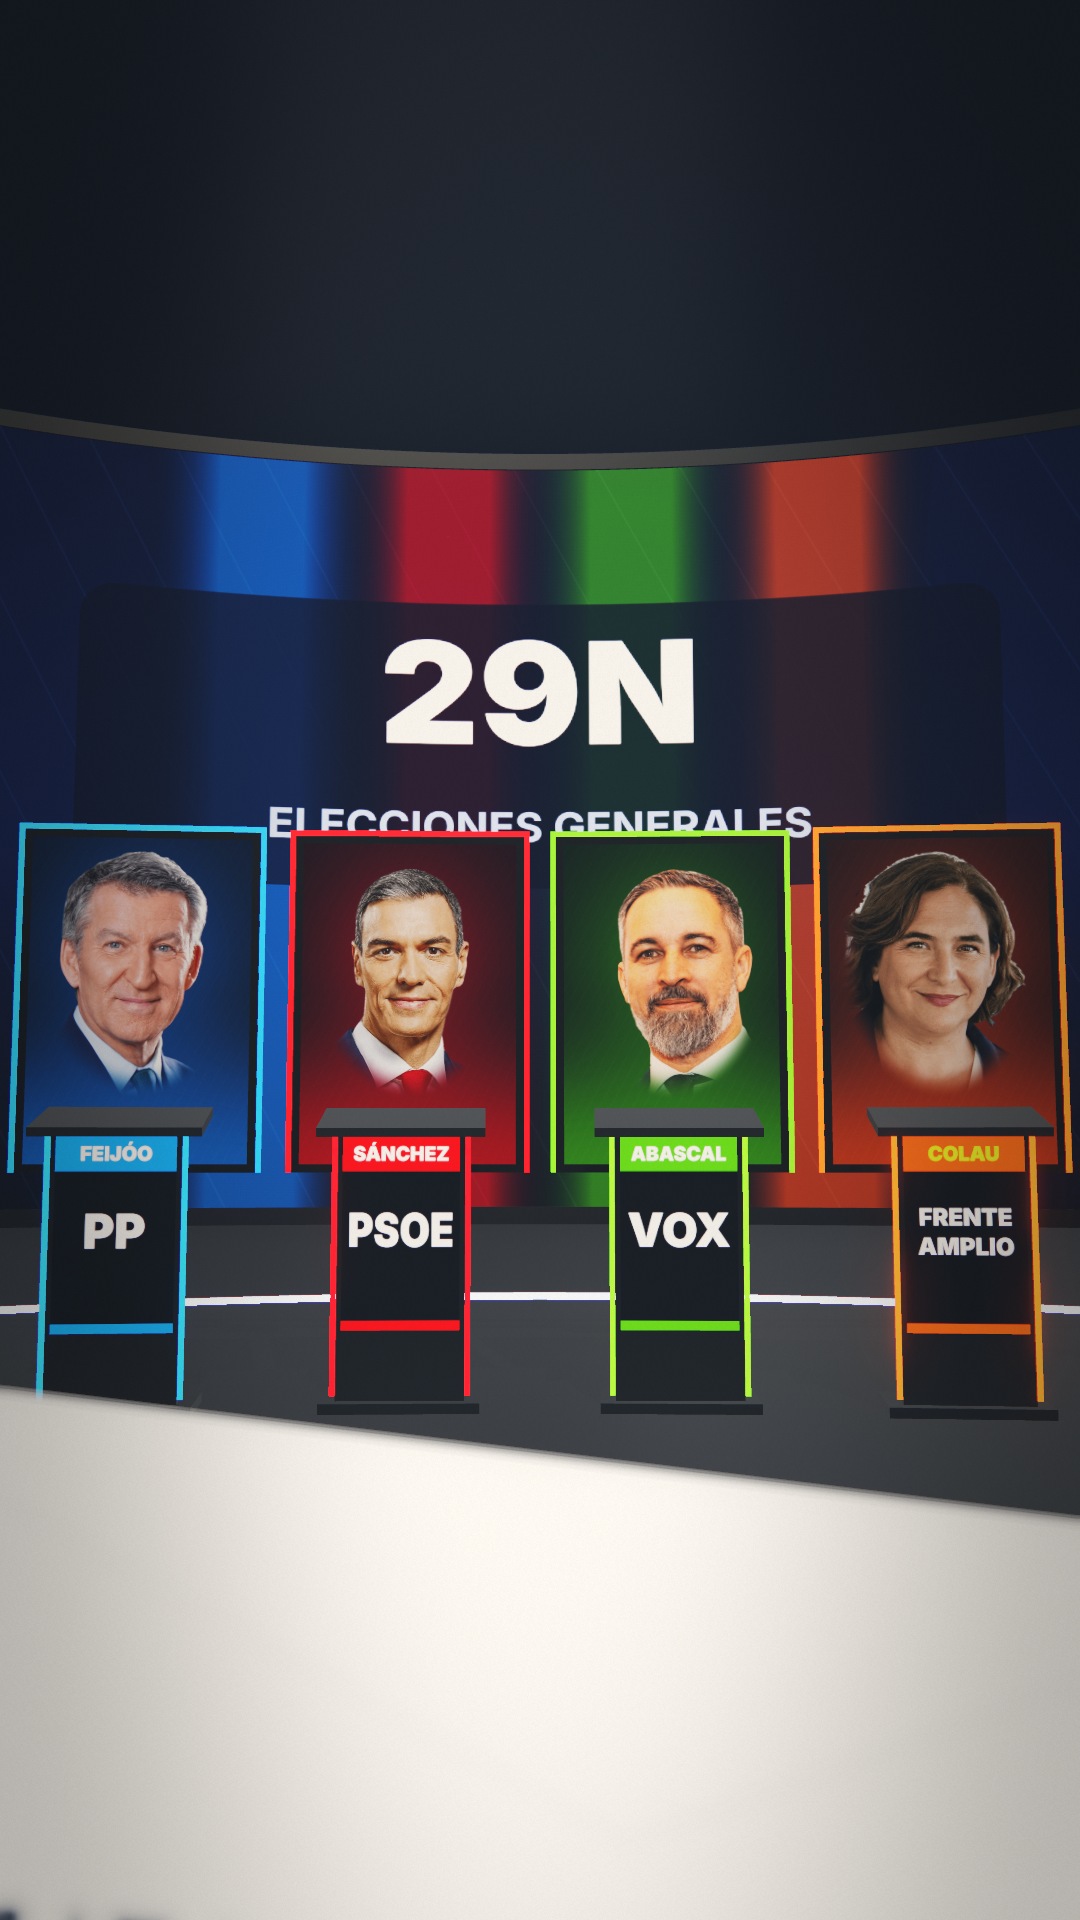 29N
ELECCIONES GENERALES
FEIJÓO
SÁNCHEZ
ABASCAL
COLAU
PP
PSOE
VOX
FRENTE
AMPLIO